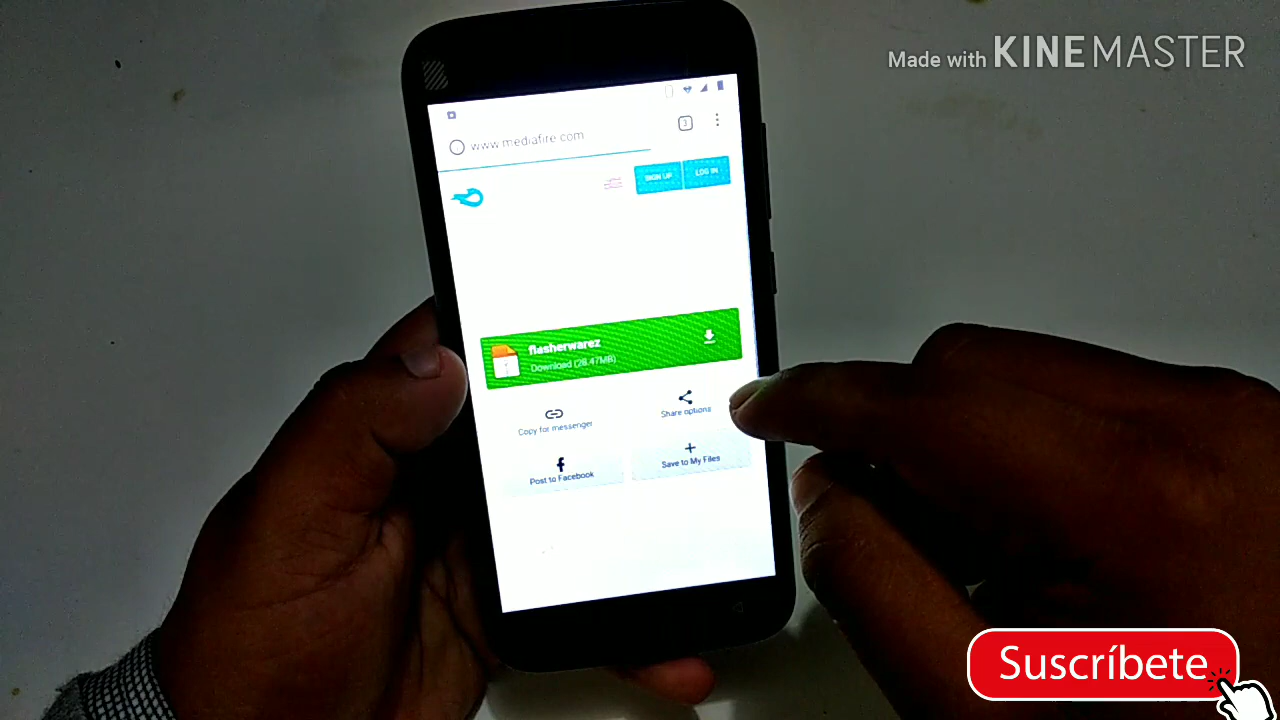 Made with KINEMASTER
3
www.mediafire.com
SIGN UP
LOG IN
flasherwarez
Download (28.47MB)
Copy for messenger
Share options
Post to Facebook
Save to My Files
Suscríbete